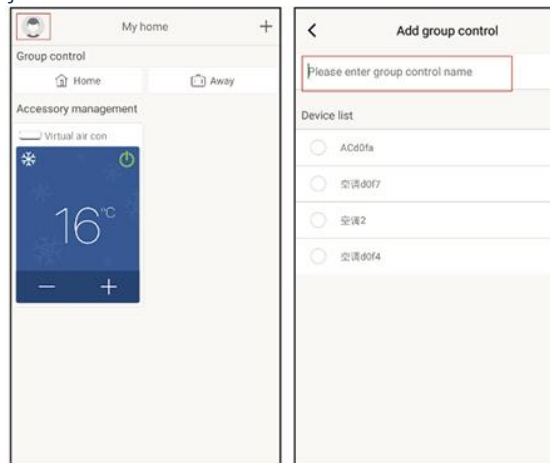 My home
+
Group control
Home
Away
Accessory management
Virtual air con
16°C
− +
Add group control
Please enter group control name
Device list
ACd0fa
空调d0f7
空调2
空调d0f4